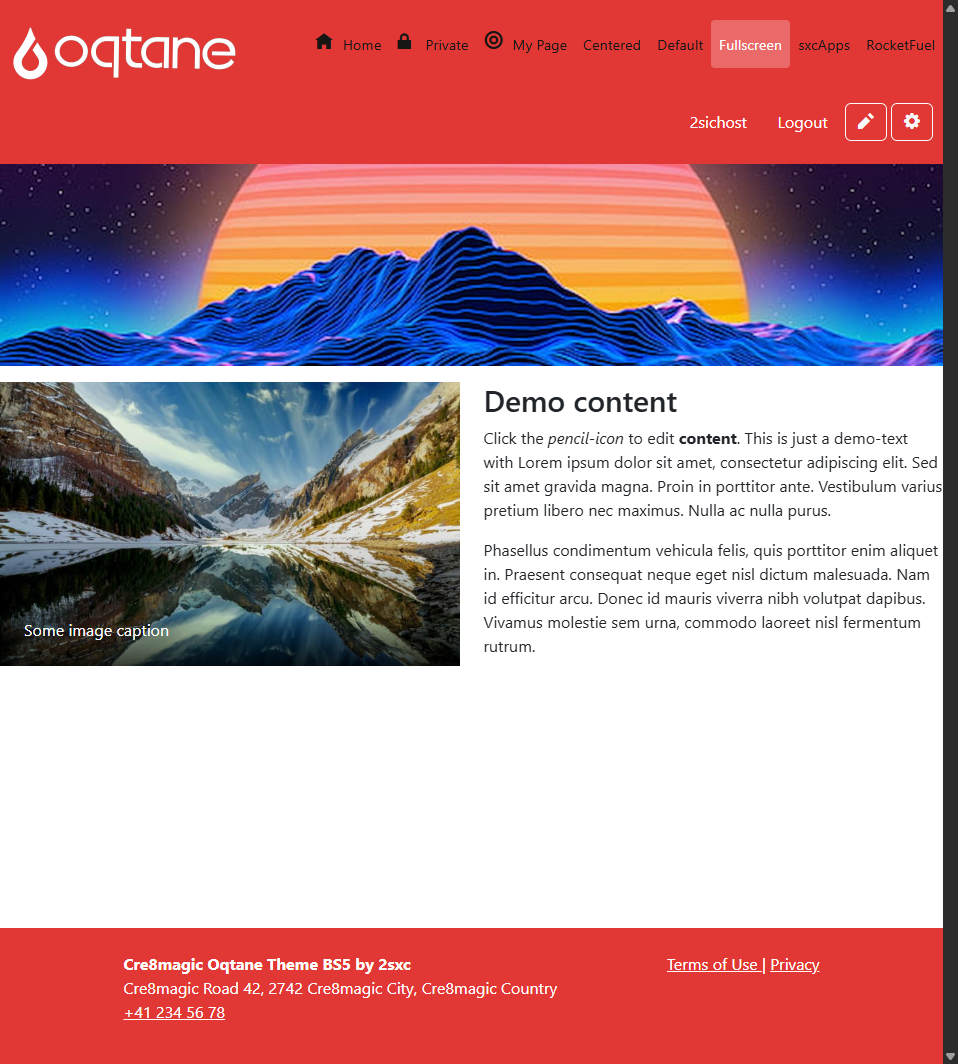 oqtane
Home Private My Page Centered Default Fullscreen sxcApps RocketFuel
2sichost Logout
Demo content
Click the pencil-icon to edit content. This is just a demo-text
with Lorem ipsum dolor sit amet, consectetur adipiscing elit. Sed
sit amet gravida magna. Proin in porttitor ante. Vestibulum varius
pretium libero nec maximus. Nulla ac nulla purus.
Phasellus condimentum vehicula felis, quis porttitor enim aliquet
in. Praesent consequat neque eget nisl dictum malesuada. Nam
id efficitur arcu. Donec id mauris viverra nibh volutpat dapibus.
Vivamus molestie sem urna, commodo laoreet nisl fermentum
rutrum.
Some image caption
Cre8magic Oqtane Theme BS5 by 2sxc
Cre8magic Road 42, 2742 Cre8magic City, Cre8magic Country
+41 234 56 78
Terms of Use | Privacy